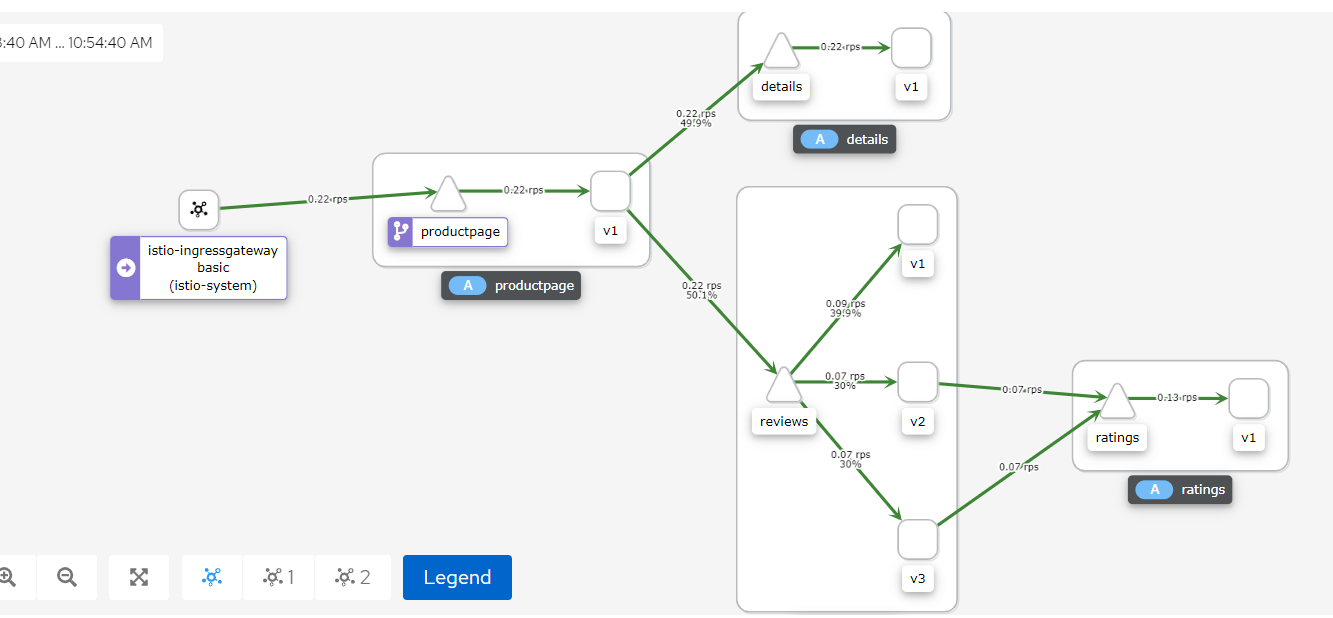 :40 AM ... 10:54:40 AM
0.22 rps
v1
details
A details
0.22 rps
49.9%
istio-ingressgateway
basic
(istio-system)
0.22 rps
productpage
0.22 rps
v1
A productpage
0.22 rps
50.1%
reviews
0.09 rps
39.9%
v1
0.07 rps
30%
v2
0.07 rps
30%
v3
0.07 rps
0.07 rps
ratings
0.13 rps
v1
A ratings
1
2
Legend